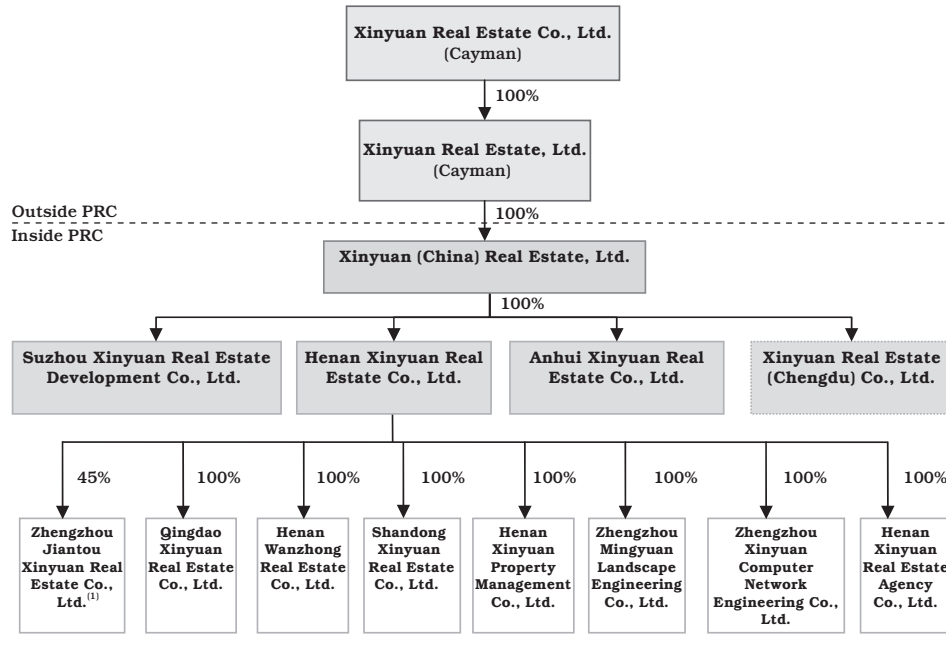 Xinyuan Real Estate Co., Ltd.
(Cayman)
100%
Xinyuan Real Estate, Ltd.
(Cayman)
Outside PRC
100%
Inside PRC
Xinyuan (China) Real Estate, Ltd.
100%
Suzhou Xinyuan Real Estate
Development Co., Ltd.
Henan Xinyuan Real
Estate Co., Ltd.
Anhui Xinyuan Real
Estate Co., Ltd.
Xinyuan Real Estate
(Chengdu) Co., Ltd.
45%
100%
100%
100%
100%
100%
100%
100%
Zhengzhou
Jiantou
Xinyuan Real
Estate Co.,
Ltd.(1)
Qingdao
Xinyuan
Real Estate
Co., Ltd.
Henan
Wanzhong
Real Estate
Co., Ltd.
Shandong
Xinyuan
Real Estate
Co., Ltd.
Henan
Xinyuan
Property
Management
Co., Ltd.
Zhengzhou
Mingyuan
Landscape
Engineering
Co., Ltd.
Zhengzhou
Xinyuan
Computer
Network
Engineering Co.,
Ltd.
Henan
Xinyuan
Real Estate
Agency
Co., Ltd.